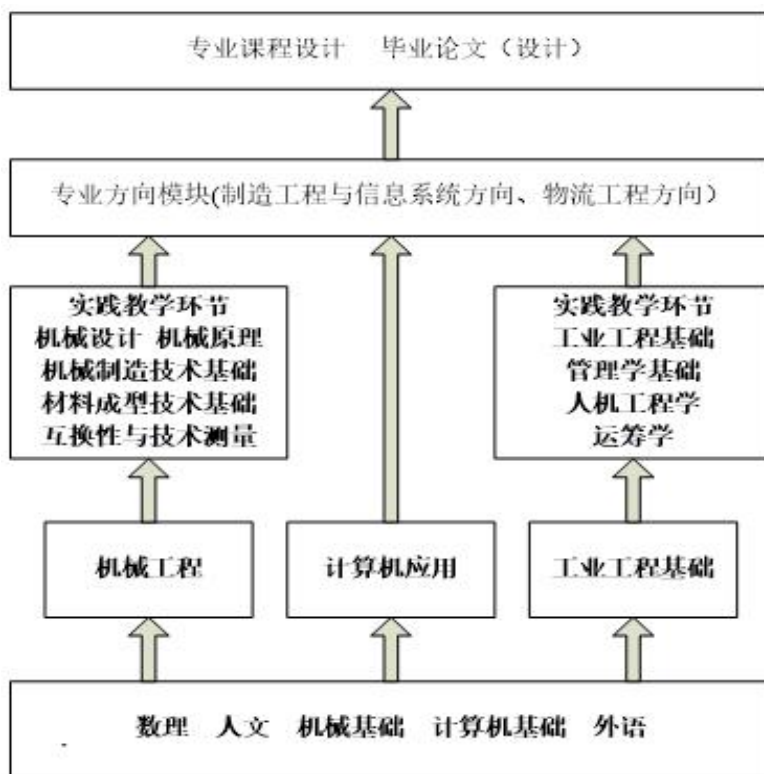 专业课程设计 毕业论文（设计）
专业方向模块(制造工程与信息系统方向、物流工程方向）
实践教学环节
机械设计 机械原理
机械制造技术基础
材料成型技术基础
互换性与技术测量
实践教学环节
工业工程基础
管理学基础
人机工程学
运筹学
机械工程
计算机应用
工业工程基础
数理 人文 机械基础 计算机基础 外语